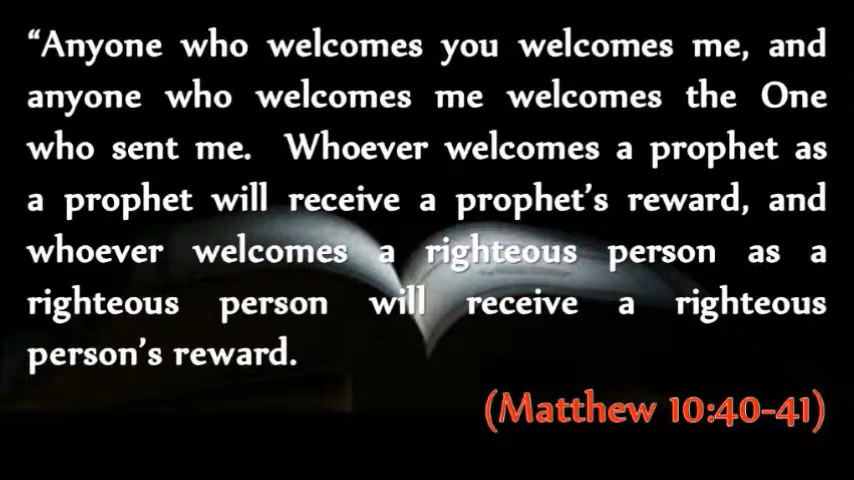 “Anyone who welcomes you welcomes me, and
anyone who welcomes me welcomes the One
who sent me. Whoever welcomes a prophet as
a prophet will receive a prophet’s reward, and
whoever welcomes a righteous person as a
righteous person will receive a righteous
person’s reward.
(Matthew 10:40-41)